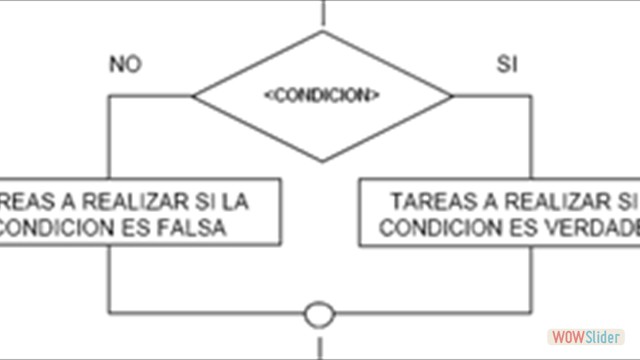 NO
SI
<CONDICION>
REAS A REALIZAR SI LA
CONDICION ES FALSA
TAREAS A REALIZAR SI
CONDICION ES VERDADE
WOWSlider